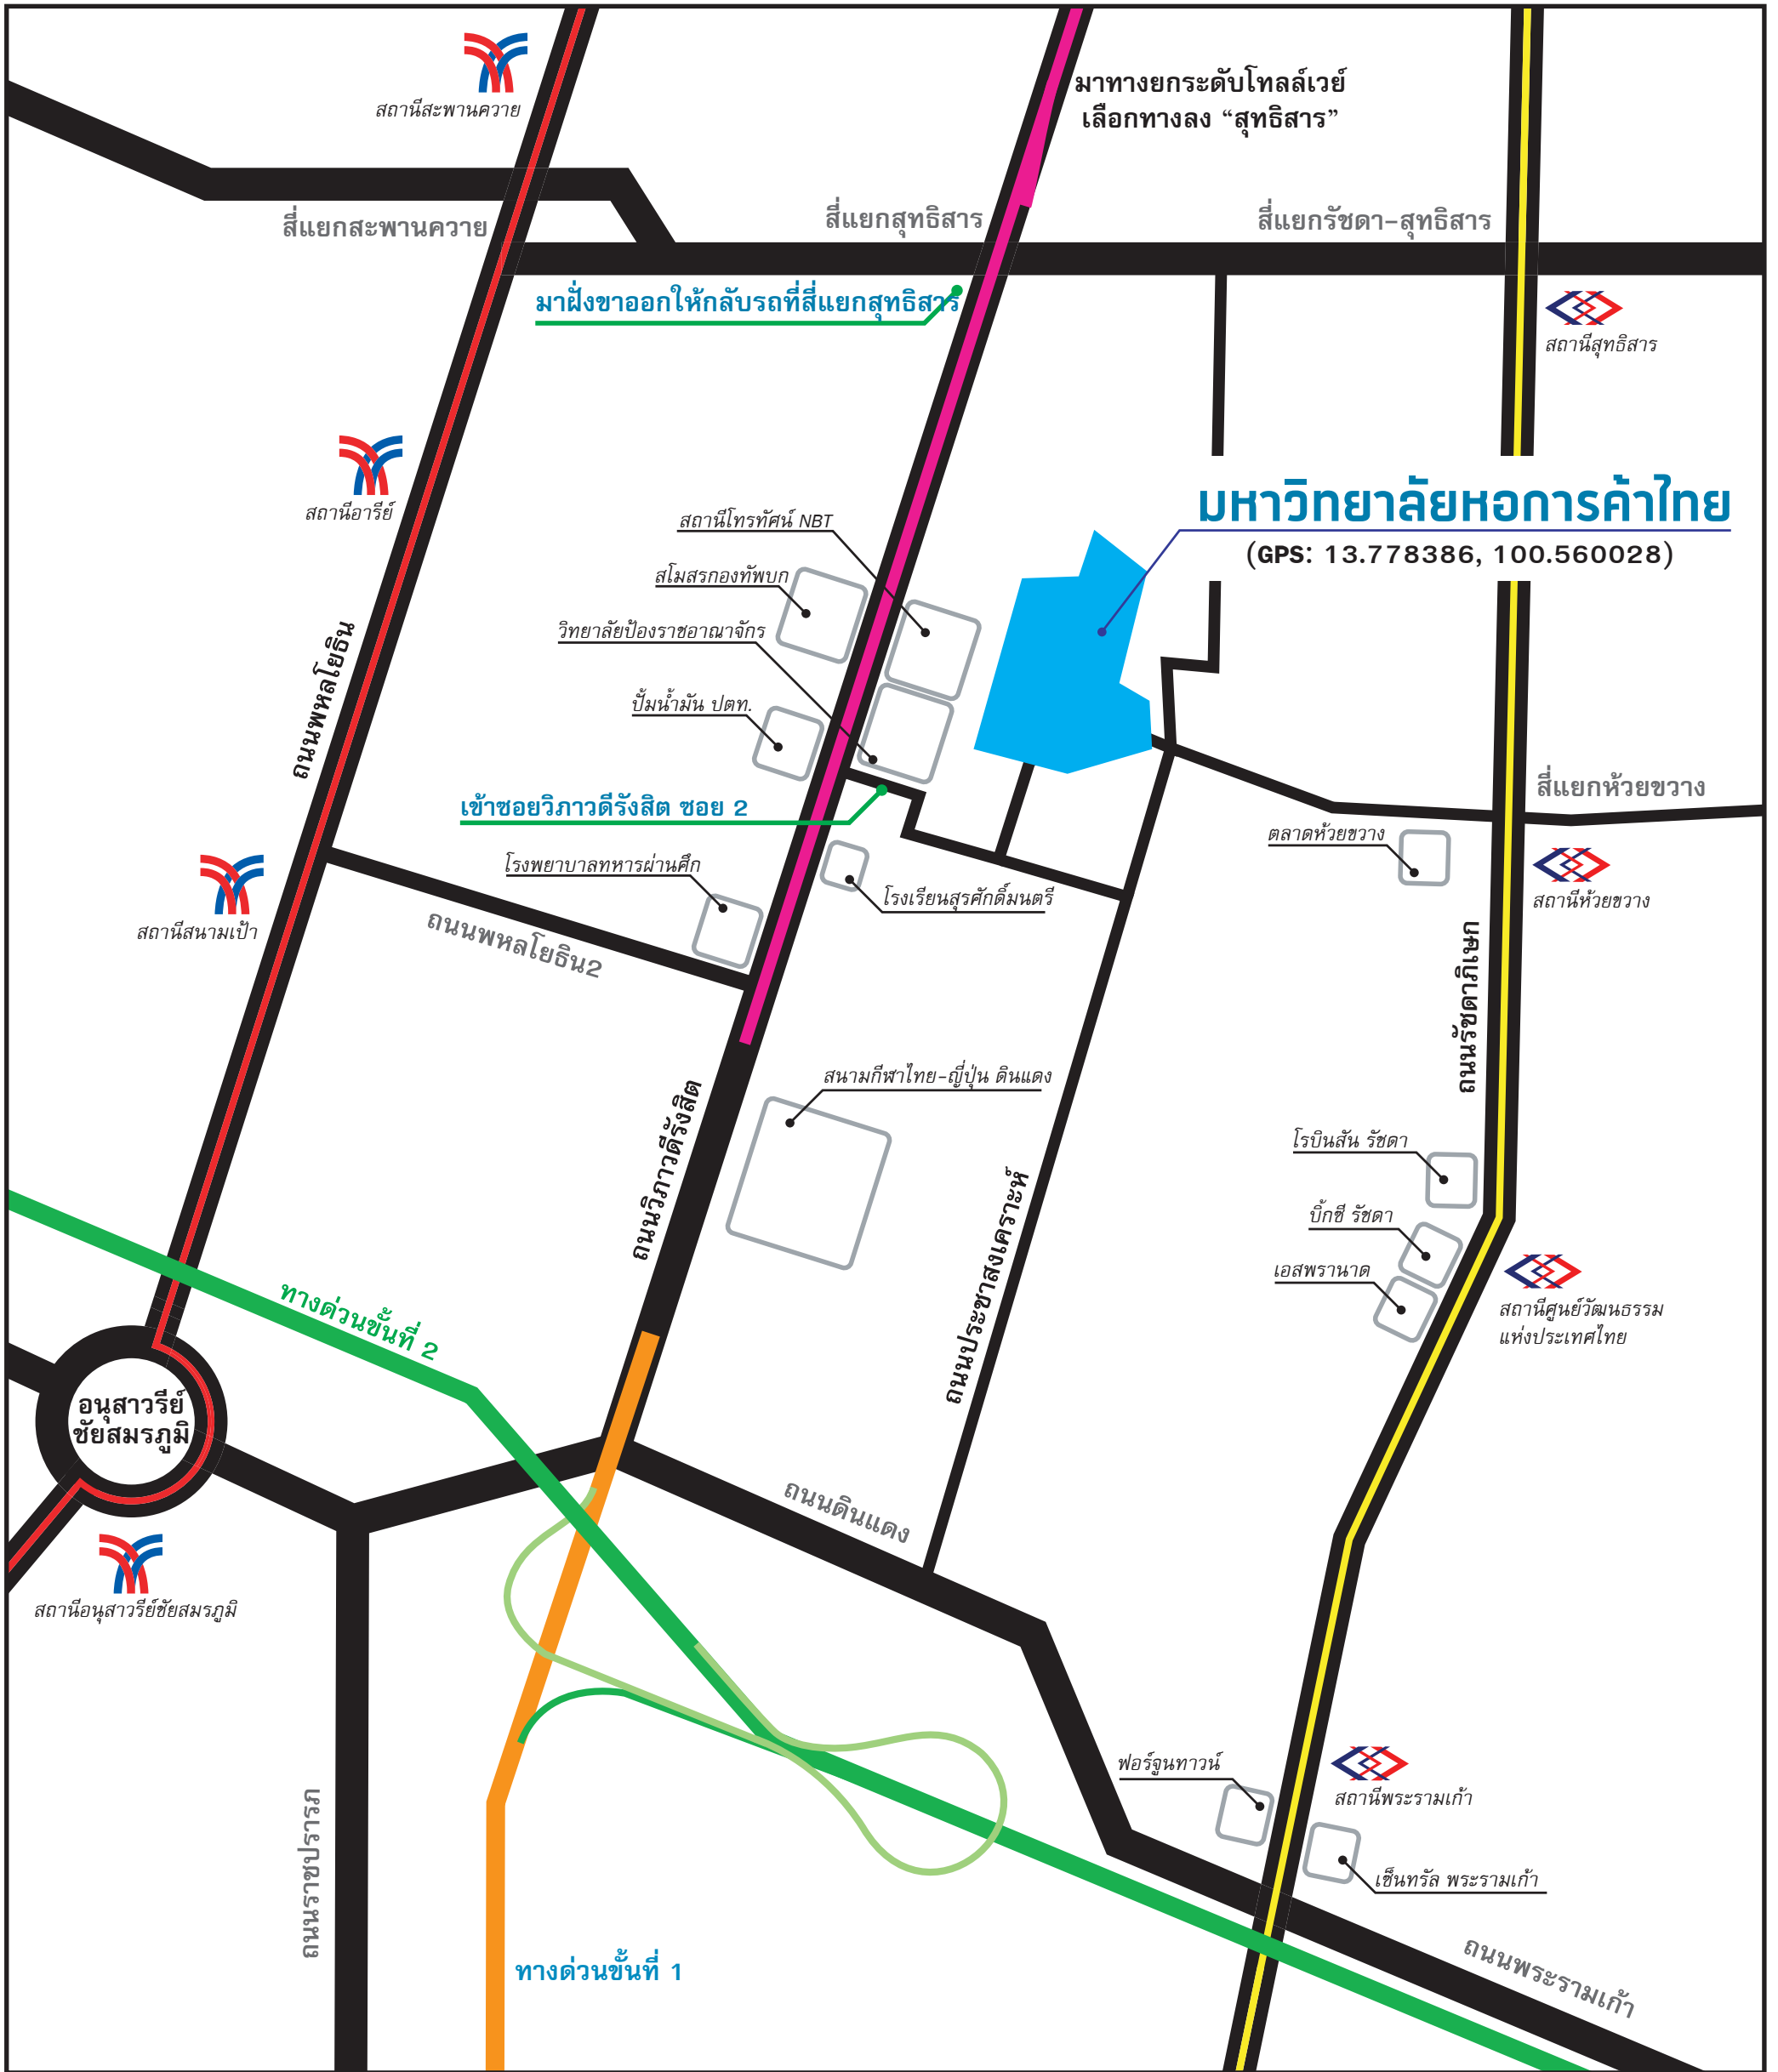 มาทางยกระดับโทลล์เวย์
เลือกทางลง “สุทธิสาร”
สถานีสะพานควาย
สี่แยกสะพานควาย
สี่แยกสุทธิสาร
สี่แยกรัชดา-สุทธิสาร
มาฝั่งขาออกให้กลับรถที่สี่แยกสุทธิสาร
สถานีสุทธิสาร
สถานีอารีย์
มหาวิทยาลัยหอการค้าไทย
(GPS: 13.778386, 100.560028)
สถานีโทรทัศน์ NBT
สโมสรกองทัพบก
วิทยาลัยป้องราชอาณาจักร
ปั้มน้ำมัน ปตท.
ถนนพหลโยธิน
เข้าซอยวิภาวดีรังสิต ซอย 2
สี่แยกห้วยขวาง
ตลาดห้วยขวาง
สถานีห้วยขวาง
โรงพยาบาลทหารผ่านศึก
โรงเรียนสุรศักดิ์มนตรี
สถานีสนามเป้า
ถนนพหลโยธิน2
ถนนรัชดาภิเษก
สนามกีฬาไทย-ญี่ปุ่น ดินแดง
ถนนวิภาวดีรังสิต
ถนนประชาสงเคราะห์
โรบินสัน รัชดา
บิ้กซี รัชดา
เอสพรานาด
สถานีศูนย์วัฒนธรรม
แห่งประเทศไทย
ทางด่วนขั้นที่ 2
อนุสาวรีย์
ชัยสมรภูมิ
ถนนดินแดง
สถานีอนุสาวรีย์ชัยสมรภูมิ
ฟอร์จูนทาวน์
สถานีพระรามเก้า
เซ็นทรัล พระรามเก้า
ถนนราชปรารภ
ทางด่วนขั้นที่ 1
ถนนพระรามเก้า